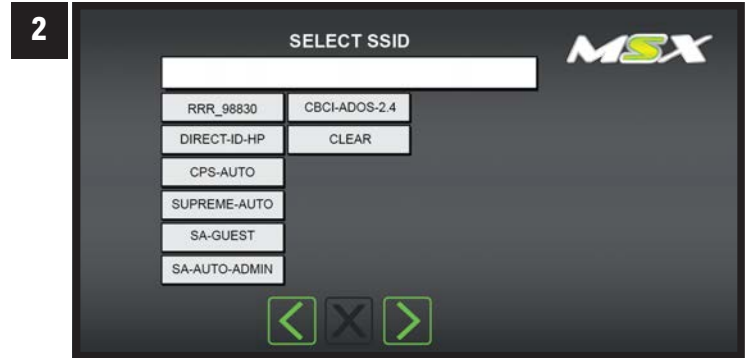 2
SELECT SSID
MSX
RRR_98830
CBCI-ADOS-2.4
DIRECT-ID-HP
CLEAR
CPS-AUTO
SUPREME-AUTO
SA-GUEST
SA-AUTO-ADMIN
X